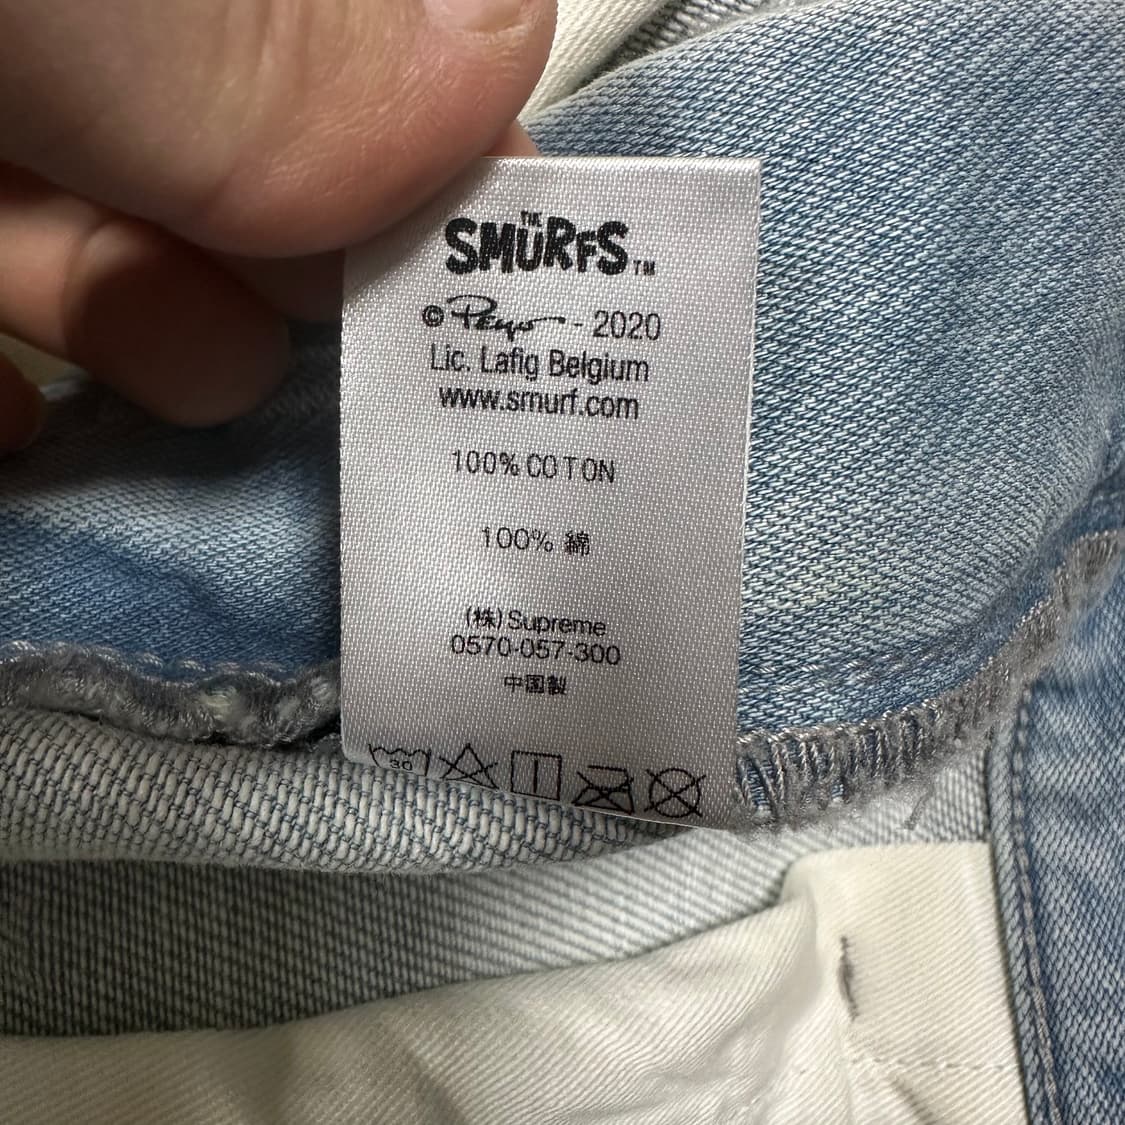 THE
SMURFS TM
© Peyo - 2020
Lic. Lafig Belgium
www.smurf.com
100% COTON
100% 綿
(株)Supreme
0570-057-300
中国製
30